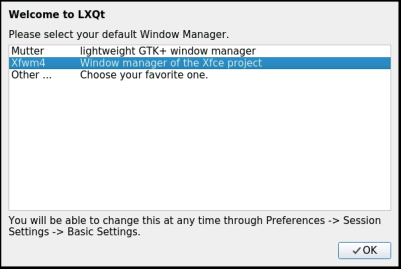 Welcome to LXQt
Please select your default Window Manager.
Mutter lightweight GTK+ window manager
Xfwm4 Window manager of the Xfce project
Other ... Choose your favorite one.
You will be able to change this at any time through Preferences -> Session
Settings -> Basic Settings.
OK